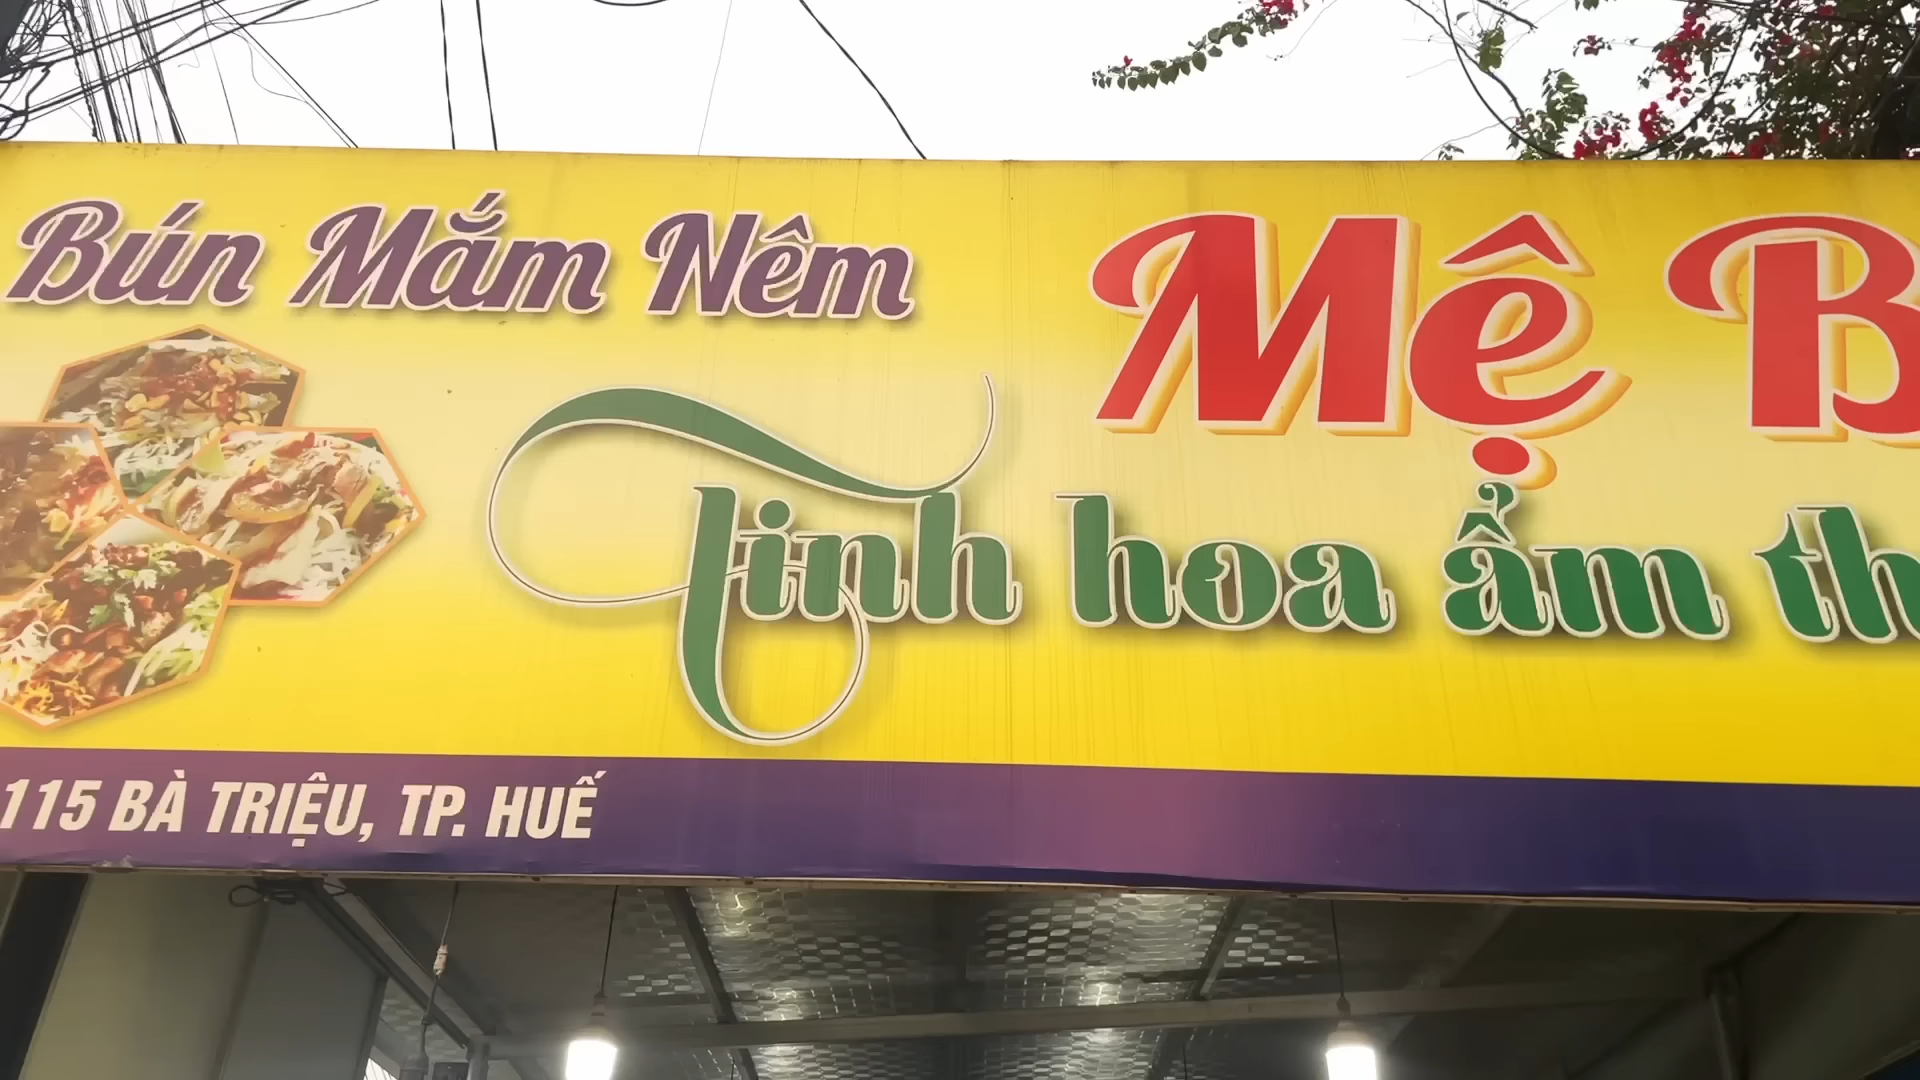 Bún Mắm Nêm
Mệ B
Tinh hoa ẩm th
115 BÀ TRIỆU, TP. HUẾ